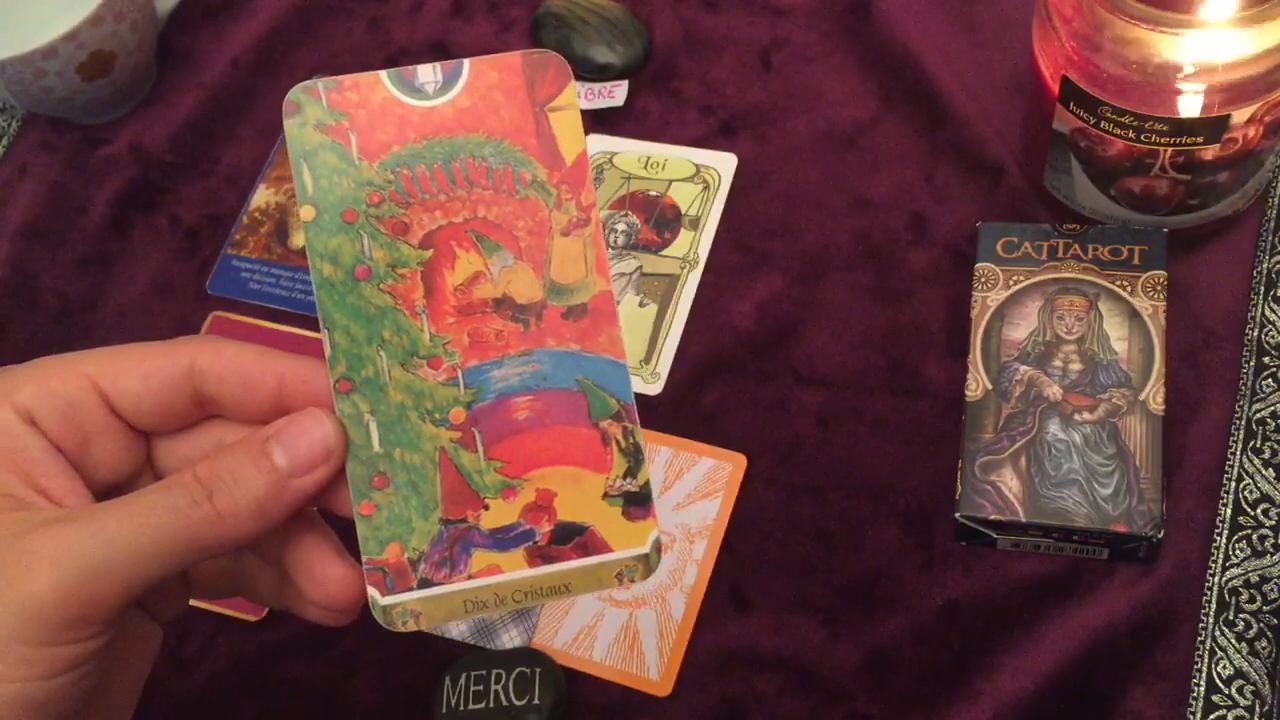 IBRE
Loi
Candle-lite
Juicy Black Cherries
CATTAROT
Dix de Cristaux
MERCI